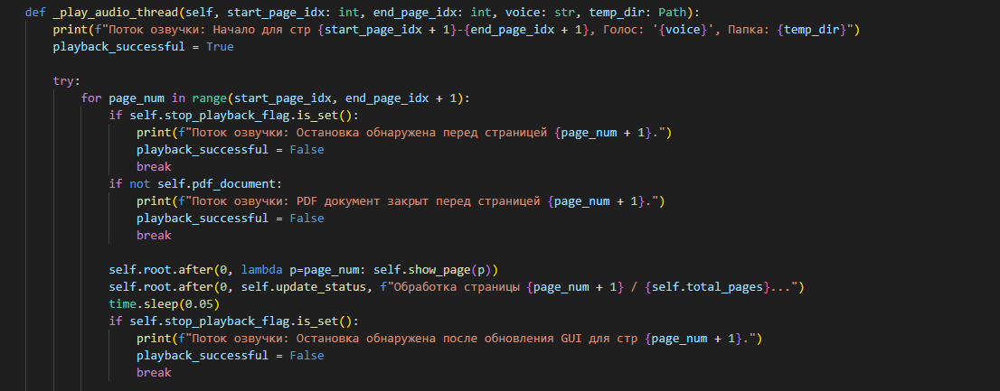 def _play_audio_thread(self, start_page_idx: int, end_page_idx: int, voice: str, temp_dir: Path):
    print(f"Поток озвучки: Начало для стр {start_page_idx + 1}-{end_page_idx + 1}, Голос: '{voice}', Папка: {temp_dir}")
    playback_successful = True

    try:
        for page_num in range(start_page_idx, end_page_idx + 1):
            if self.stop_playback_flag.is_set():
                print(f"Поток озвучки: Остановка обнаружена перед страницей {page_num + 1}.")
                playback_successful = False
                break
            if not self.pdf_document:
                print(f"Поток озвучки: PDF документ закрыт перед страницей {page_num + 1}.")
                playback_successful = False
                break

            self.root.after(0, lambda p=page_num: self.show_page(p))
            self.root.after(0, self.update_status, f"Обработка страницы {page_num + 1} / {self.total_pages}...")
            time.sleep(0.05)
            if self.stop_playback_flag.is_set():
                print(f"Поток озвучки: Остановка обнаружена после обновления GUI для стр {page_num + 1}.")
                playback_successful = False
                break